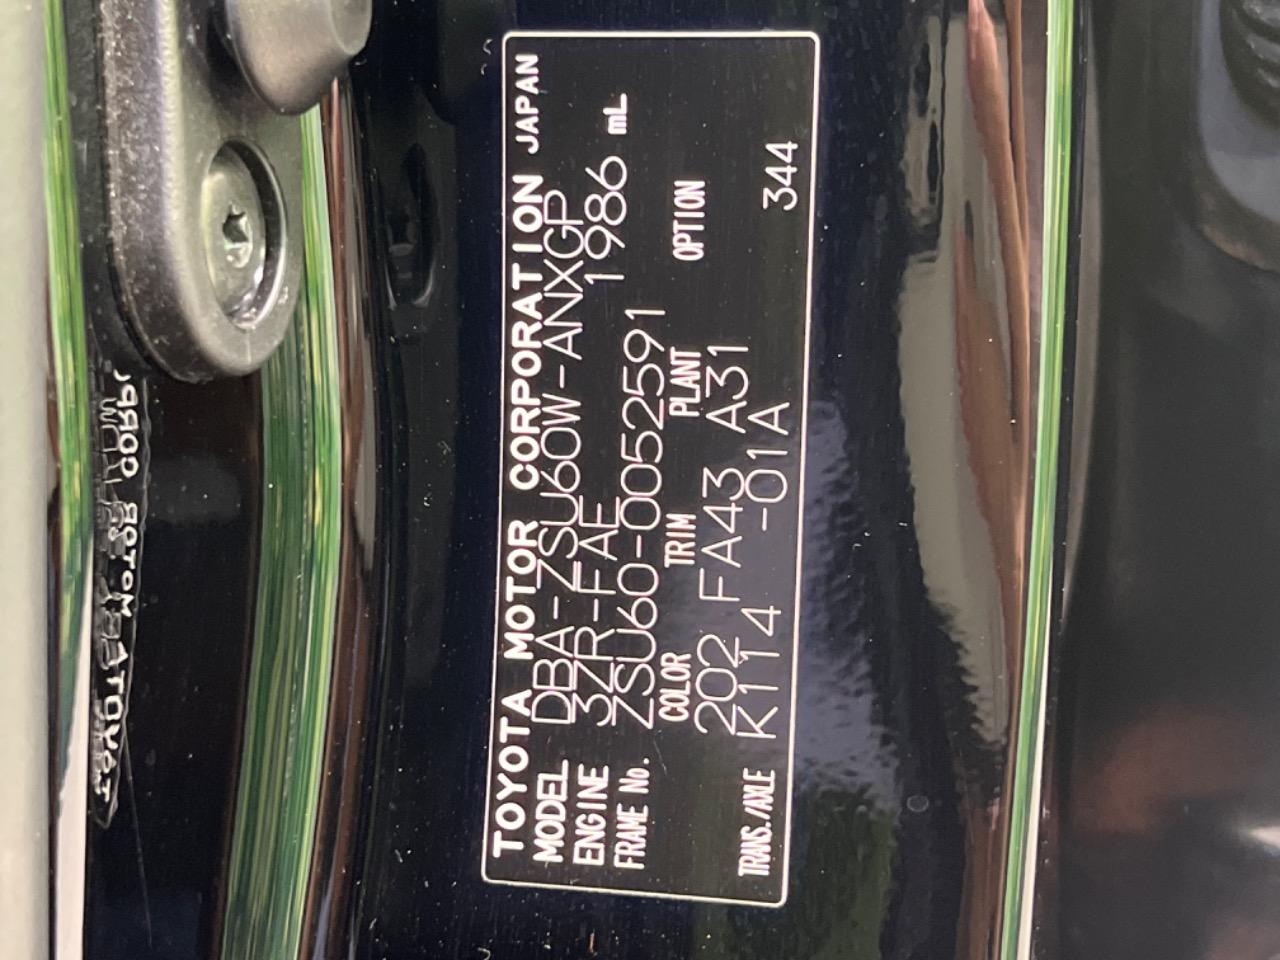 TOYOTA MOTOR CORPORATION JAPAN
MODEL DBA-ZSU60W-ANXGP
ENGINE 3ZR-FAE 1986 mL
FRAME No. ZSU60-0052591
COLOR TRIM PLANT OPTION
202 FA43 A31
TRANS./AXLE K114 -01A 344